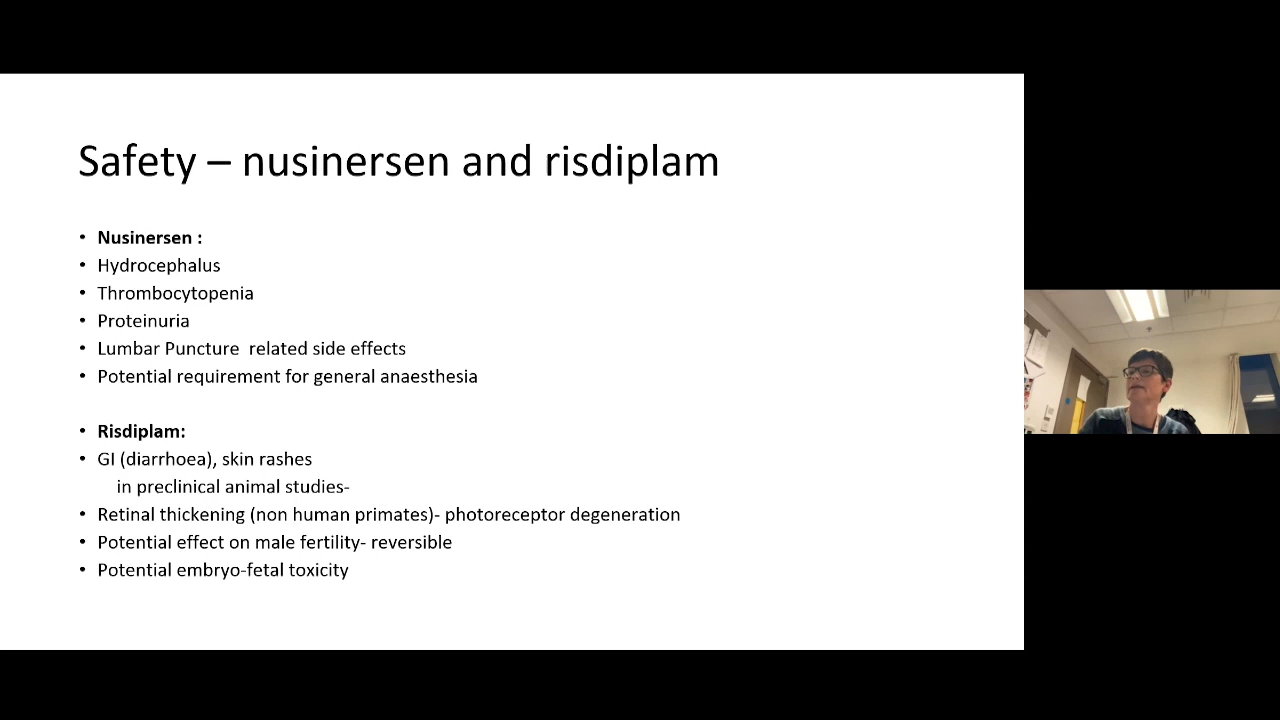 Safety – nusinersen and risdiplam
• Nusinersen :
• Hydrocephalus
• Thrombocytopenia
• Proteinuria
• Lumbar Puncture  related side effects
• Potential requirement for general anaesthesia
• Risdiplam:
• GI (diarrhoea), skin rashes
in preclinical animal studies-
• Retinal thickening (non human primates)- photoreceptor degeneration
• Potential effect on male fertility- reversible
• Potential embryo-fetal toxicity